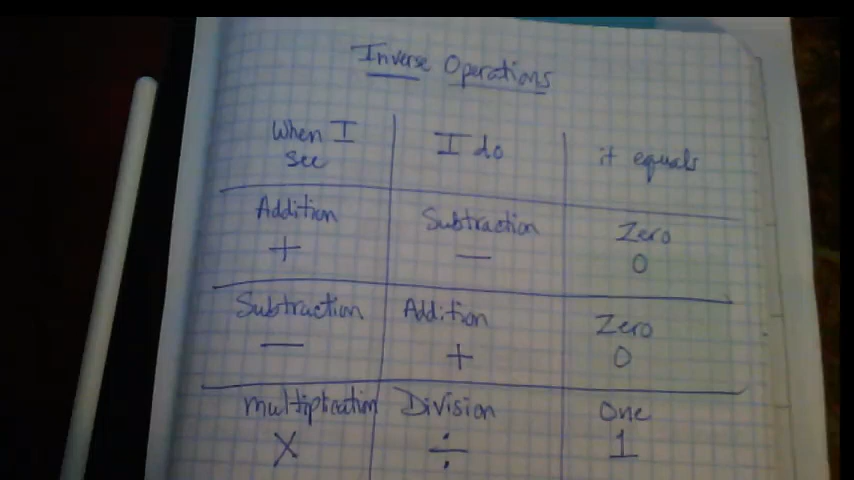 Inverse Operations
When I see
I do
it equals
Addition
+
Subtraction
—
Zero
0
Subtraction
—
Addition
+
Zero
0
multiplication
X
Division
÷
One
1